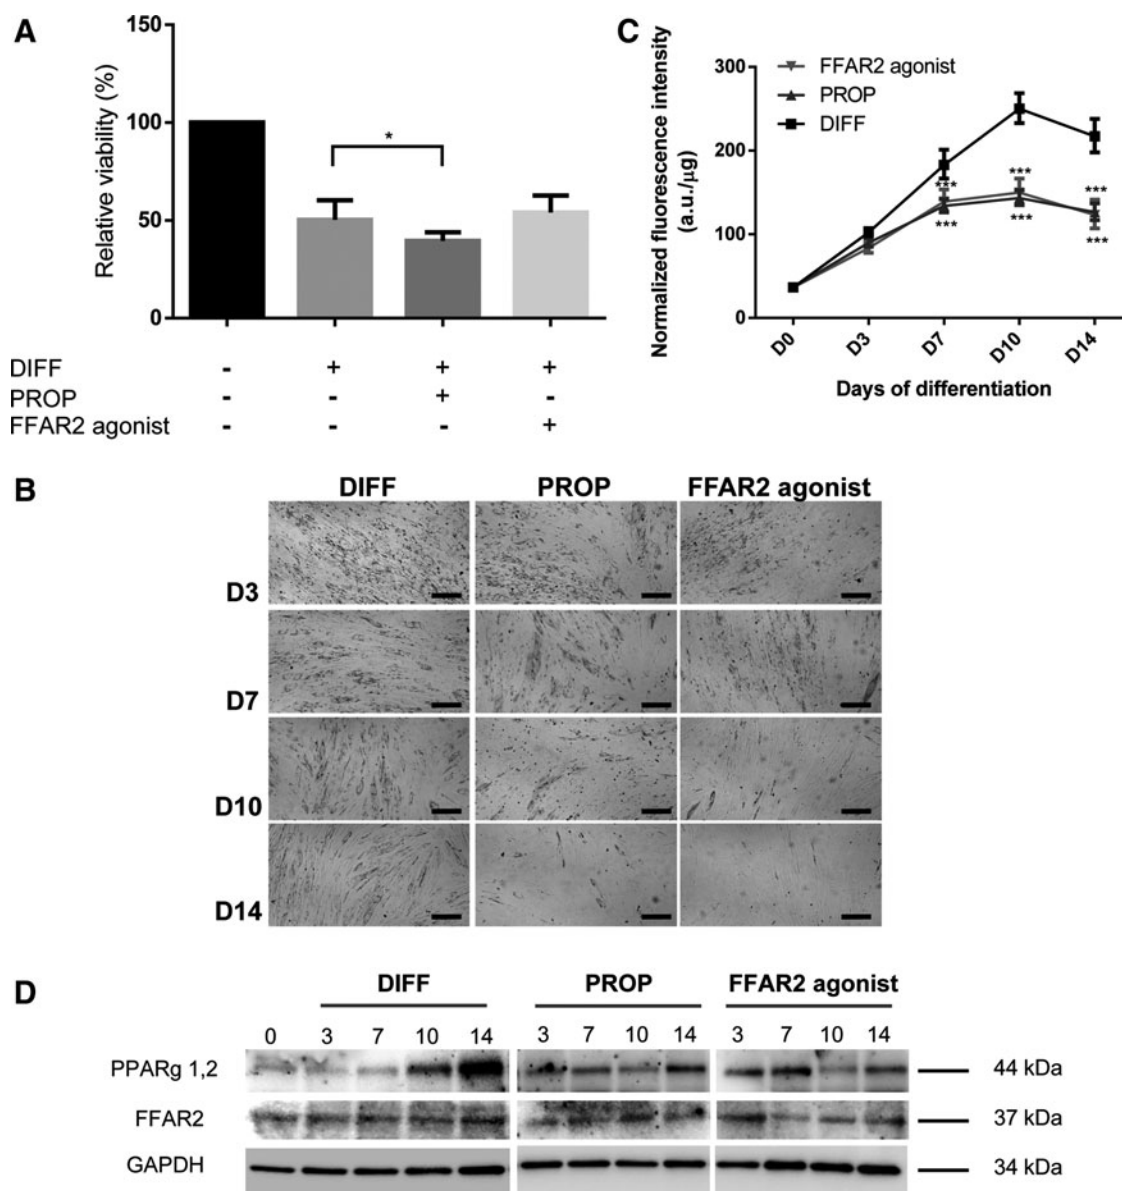 A
150
100
50
0
Relative viability (%)
*
DIFF - + + +
PROP - - + -
FFAR2 agonist - - - +
C
300
200
100
0
Normalized fluorescence intensity
(a.u./µg)
FFAR2 agonist
PROP
DIFF
*** *** ***
*** *** ***
D0 D3 D7 D10 D14
Days of differentiation
B
DIFF PROP FFAR2 agonist
D3
D7
D10
D14
D
DIFF PROP FFAR2 agonist
0 3 7 10 14 3 7 10 14 3 7 10 14
PPARg 1,2 44 kDa
FFAR2 37 kDa
GAPDH 34 kDa